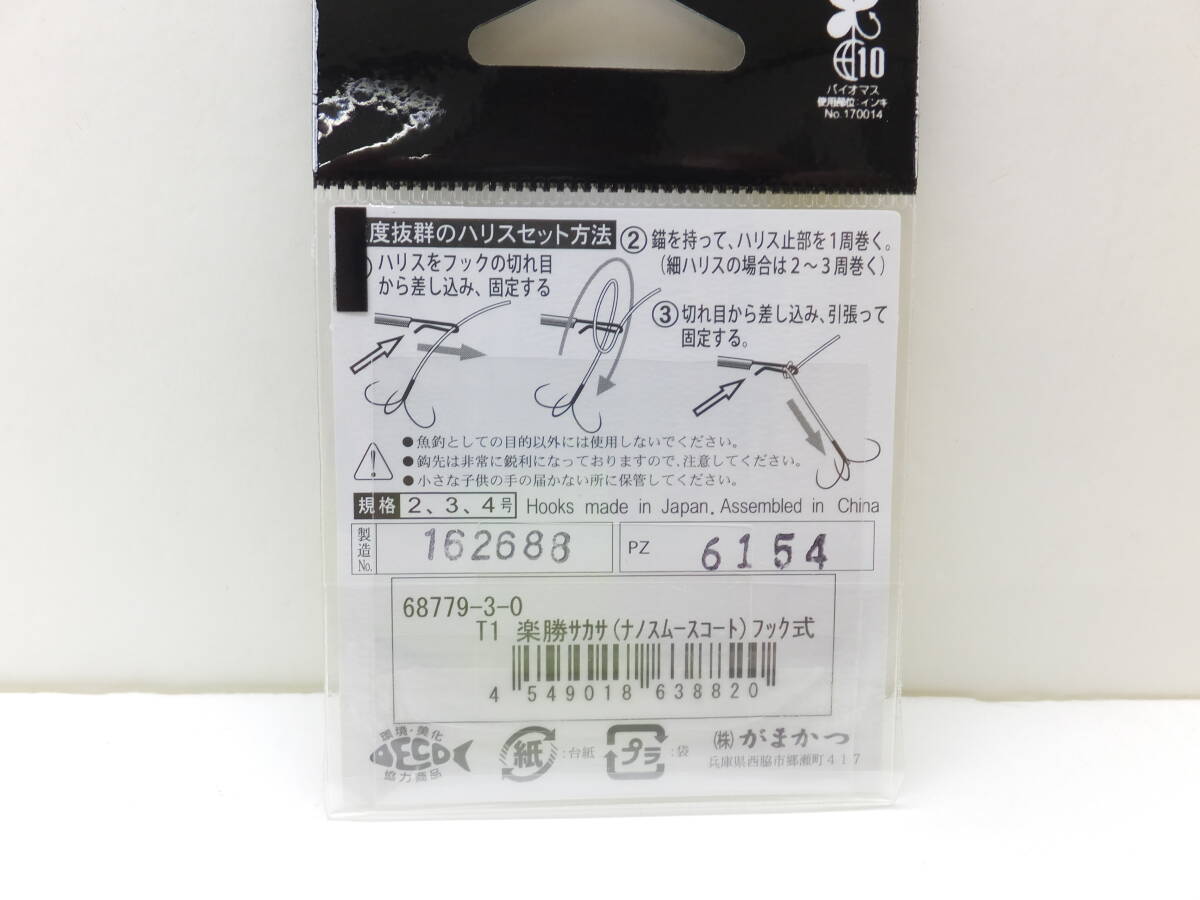 10
バイオマス
使用部位:インキ
No.170014
度抜群のハリスセット方法
ハリスをフックの切れ目
から差し込み、固定する
② 錨を持って、ハリス止部を1周巻く。
(細ハリスの場合は2〜3周巻く)
③ 切れ目から差し込み、引張って
固定する。
●魚釣としての目的以外には使用しないでください。
●鈎先は非常に鋭利になっておりますので、注意してください。
●小さな子供の手の届かない所に保管してください。
規格 2、3、4号 Hooks made in Japan. Assembled in China
製造No. 162688 PZ 6154
68779-3-0
T1 楽勝サカサ(ナノスムースコート)フック式
4 549018 638820
環境・美化
DECO
協力商品
紙 :台紙
プラ :袋
(株)がまかつ
兵庫県西脇市郷瀬町417